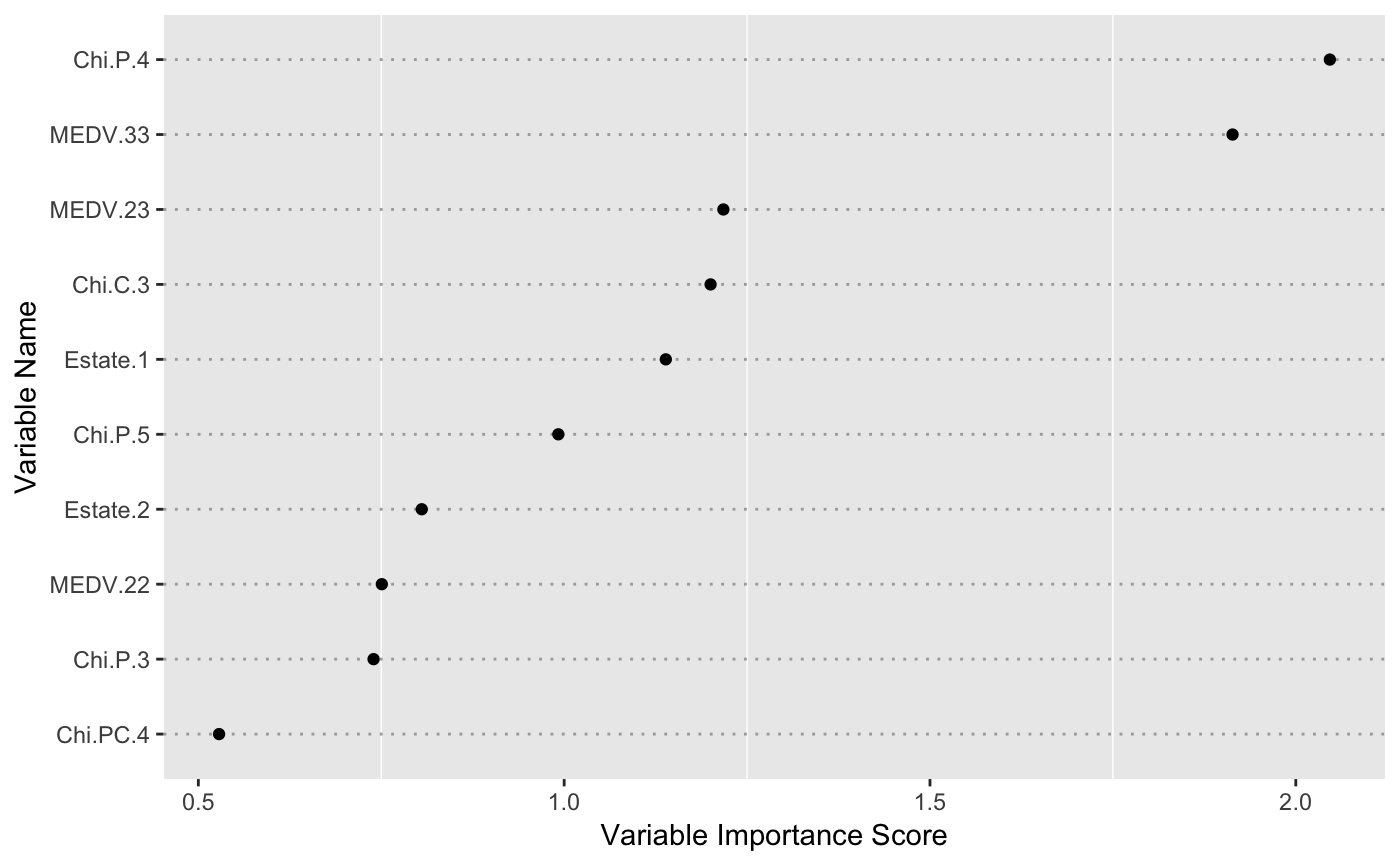 Chi.P.4
MEDV.33
MEDV.23
Chi.C.3
Estate.1
Chi.P.5
Estate.2
MEDV.22
Chi.P.3
Chi.PC.4
Variable Name
0.5 1.0 1.5 2.0
Variable Importance Score